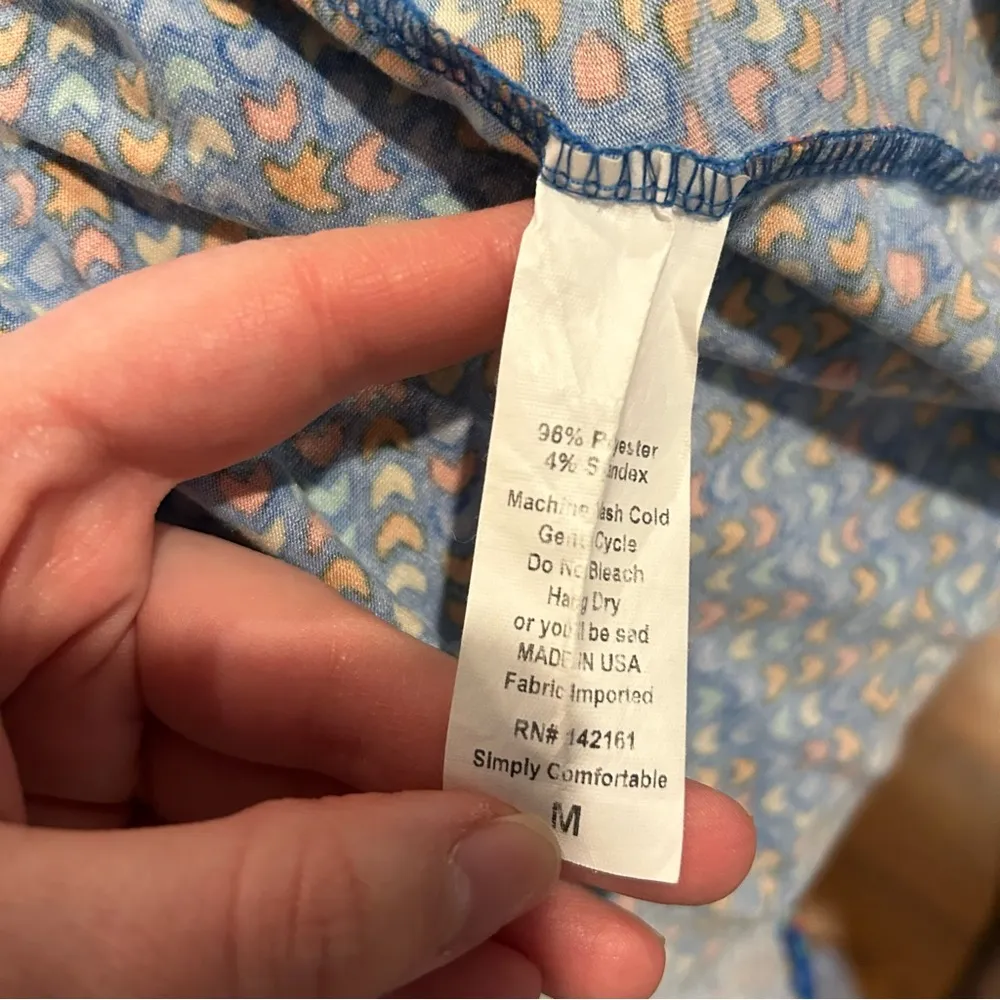 96% Polyester
4% Spandex
Machine Wash Cold
Gentle Cycle
Do Not Bleach
Hang Dry
or you'll be sad
MADE IN USA
Fabric Imported
RN# 142161
Simply Comfortable
M